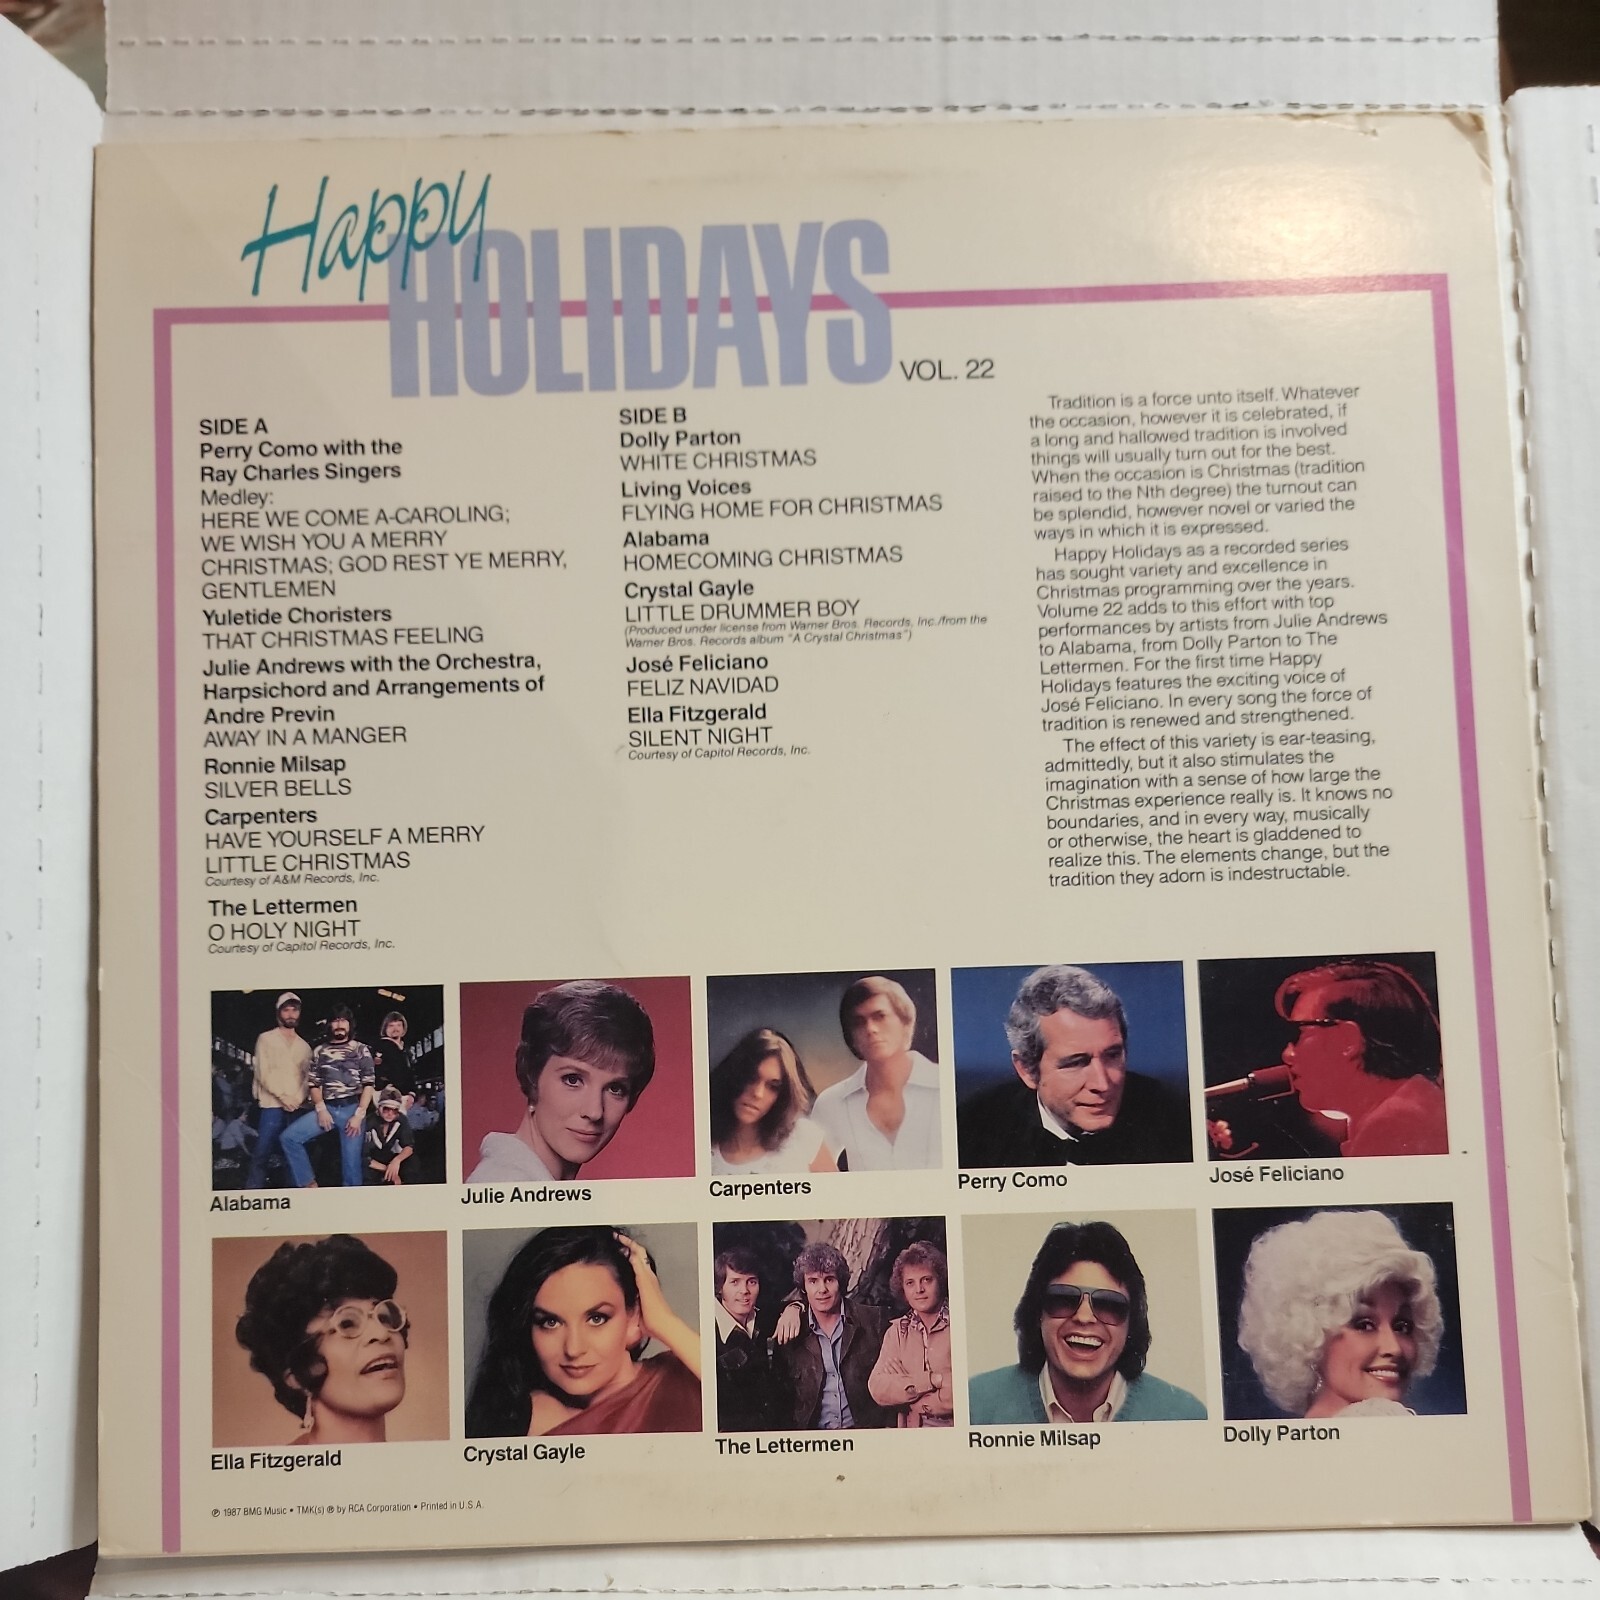 Happy
HOLIDAYS
VOL. 22
SIDE A
Perry Como with the
Ray Charles Singers
Medley:
HERE WE COME A-CAROLING;
WE WISH YOU A MERRY
CHRISTMAS; GOD REST YE MERRY,
GENTLEMEN
Yuletide Choristers
THAT CHRISTMAS FEELING
Julie Andrews with the Orchestra,
Harpsichord and Arrangements of
Andre Previn
AWAY IN A MANGER
Ronnie Milsap
SILVER BELLS
Carpenters
HAVE YOURSELF A MERRY
LITTLE CHRISTMAS
Courtesy of A&M Records, Inc.
The Lettermen
O HOLY NIGHT
Courtesy of Capitol Records, Inc.
SIDE B
Dolly Parton
WHITE CHRISTMAS
Living Voices
FLYING HOME FOR CHRISTMAS
Alabama
HOMECOMING CHRISTMAS
Crystal Gayle
LITTLE DRUMMER BOY
(Produced under license from Warner Bros. Records, Inc./from the
Warner Bros. Records album "A Crystal Christmas")
José Feliciano
FELIZ NAVIDAD
Ella Fitzgerald
SILENT NIGHT
Courtesy of Capitol Records, Inc.
Tradition is a force unto itself. Whatever
the occasion, however it is celebrated, if
a long and hallowed tradition is involved
things will usually turn out for the best.
When the occasion is Christmas (tradition
raised to the Nth degree) the turnout can
be splendid, however novel or varied the
ways in which it is expressed.
Happy Holidays as a recorded series
has sought variety and excellence in
Christmas programming over the years.
Volume 22 adds to this effort with top
performances by artists from Julie Andrews
to Alabama, from Dolly Parton to The
Lettermen. For the first time Happy
Holidays features the exciting voice of
José Feliciano. In every song the force of
tradition is renewed and strengthened.
The effect of this variety is ear-teasing,
admittedly, but it also stimulates the
imagination with a sense of how large the
Christmas experience really is. It knows no
boundaries, and in every way, musically
or otherwise, the heart is gladdened to
realize this. The elements change, but the
tradition they adorn is indestructable.
Alabama
Julie Andrews
Carpenters
Perry Como
José Feliciano
Ella Fitzgerald
Crystal Gayle
The Lettermen
Ronnie Milsap
Dolly Parton
℗ 1987 BMG Music • TMK(s) ® by RCA Corporation • Printed in U.S.A.